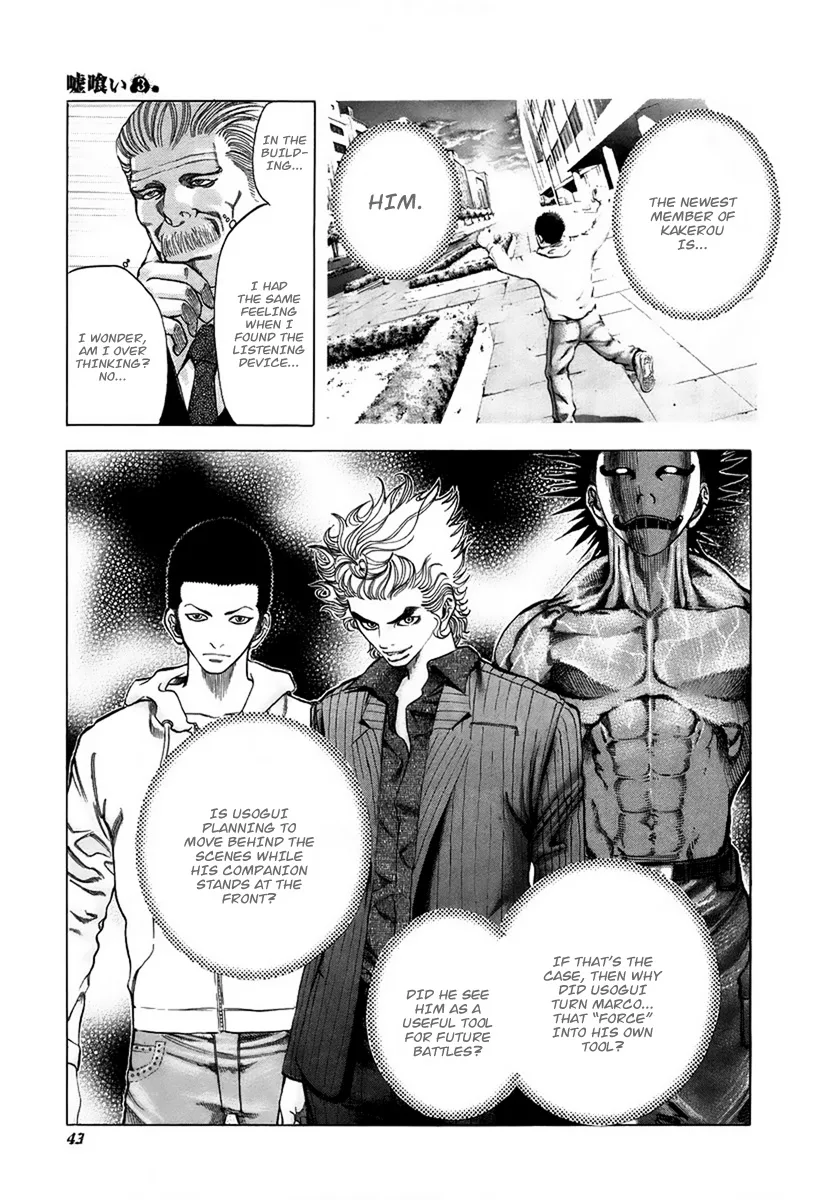 嘘喰い 3
THE NEWEST
MEMBER OF
KAKEROU
IS...
HIM.
IN THE
BUILD-
ING...
I HAD
THE SAME
FEELING
WHEN I
FOUND THE
LISTENING
DEVICE...
I WONDER,
AM I OVER
THINKING?
NO...
IS USOGUI
PLANNING TO
MOVE BEHIND THE
SCENES WHILE
HIS COMPANION
STANDS AT THE
FRONT?
IF THAT'S THE
CASE, THEN WHY
DID USOGUI
TURN MARCO...
THAT "FORCE"
INTO HIS OWN
TOOL?
DID HE SEE
HIM AS A
USEFUL TOOL
FOR FUTURE
BATTLES?
43